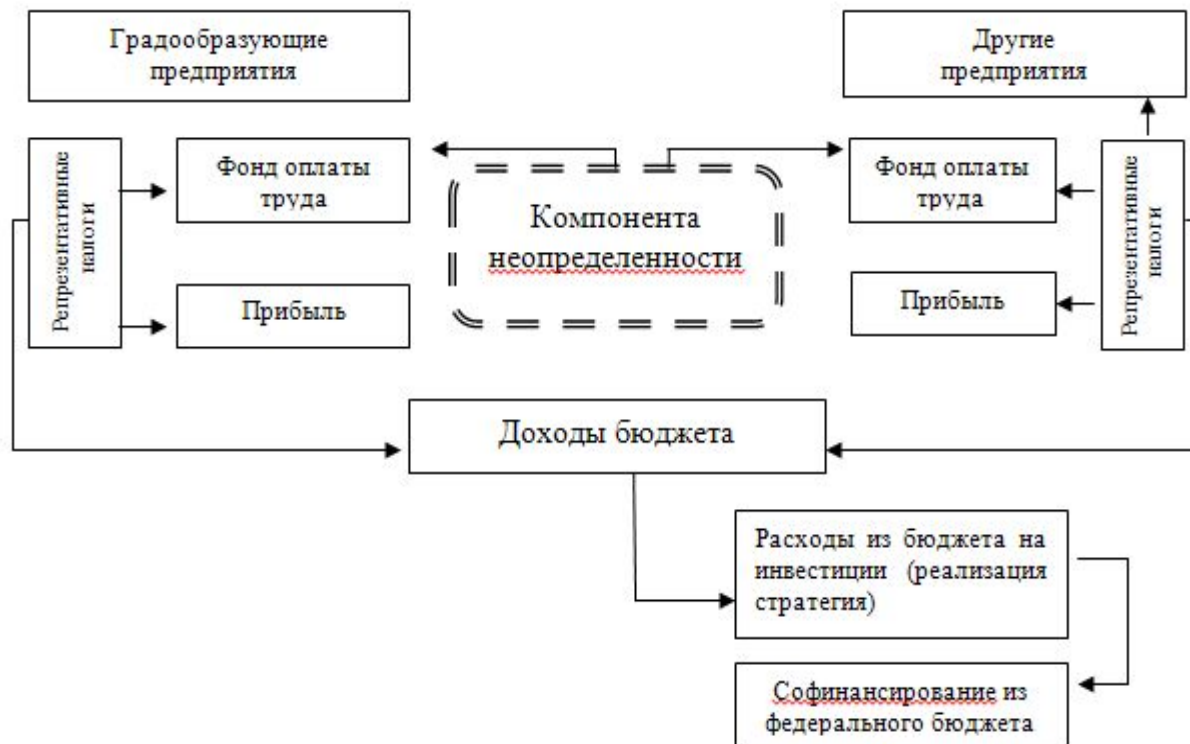 Градообразующие
предприятия
Другие
предприятия
Репрезентативные
налоги
Фонд оплаты
труда
Компонента
неопределенности
Фонд оплаты
труда
Репрезентативные
налоги
Прибыль
Прибыль
Доходы бюджета
Расходы из бюджета на
инвестиции (реализация
стратегия)
Софинансирование из
федерального бюджета